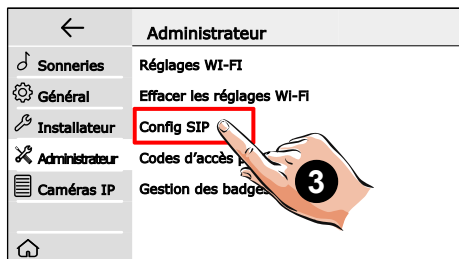 Administrateur
Sonneries
Général
Installateur
Administrateur
Caméras IP
Réglages WI-FI
Effacer les réglages Wi-Fi
Config SIP
Codes d'accès
Gestion des badges
3